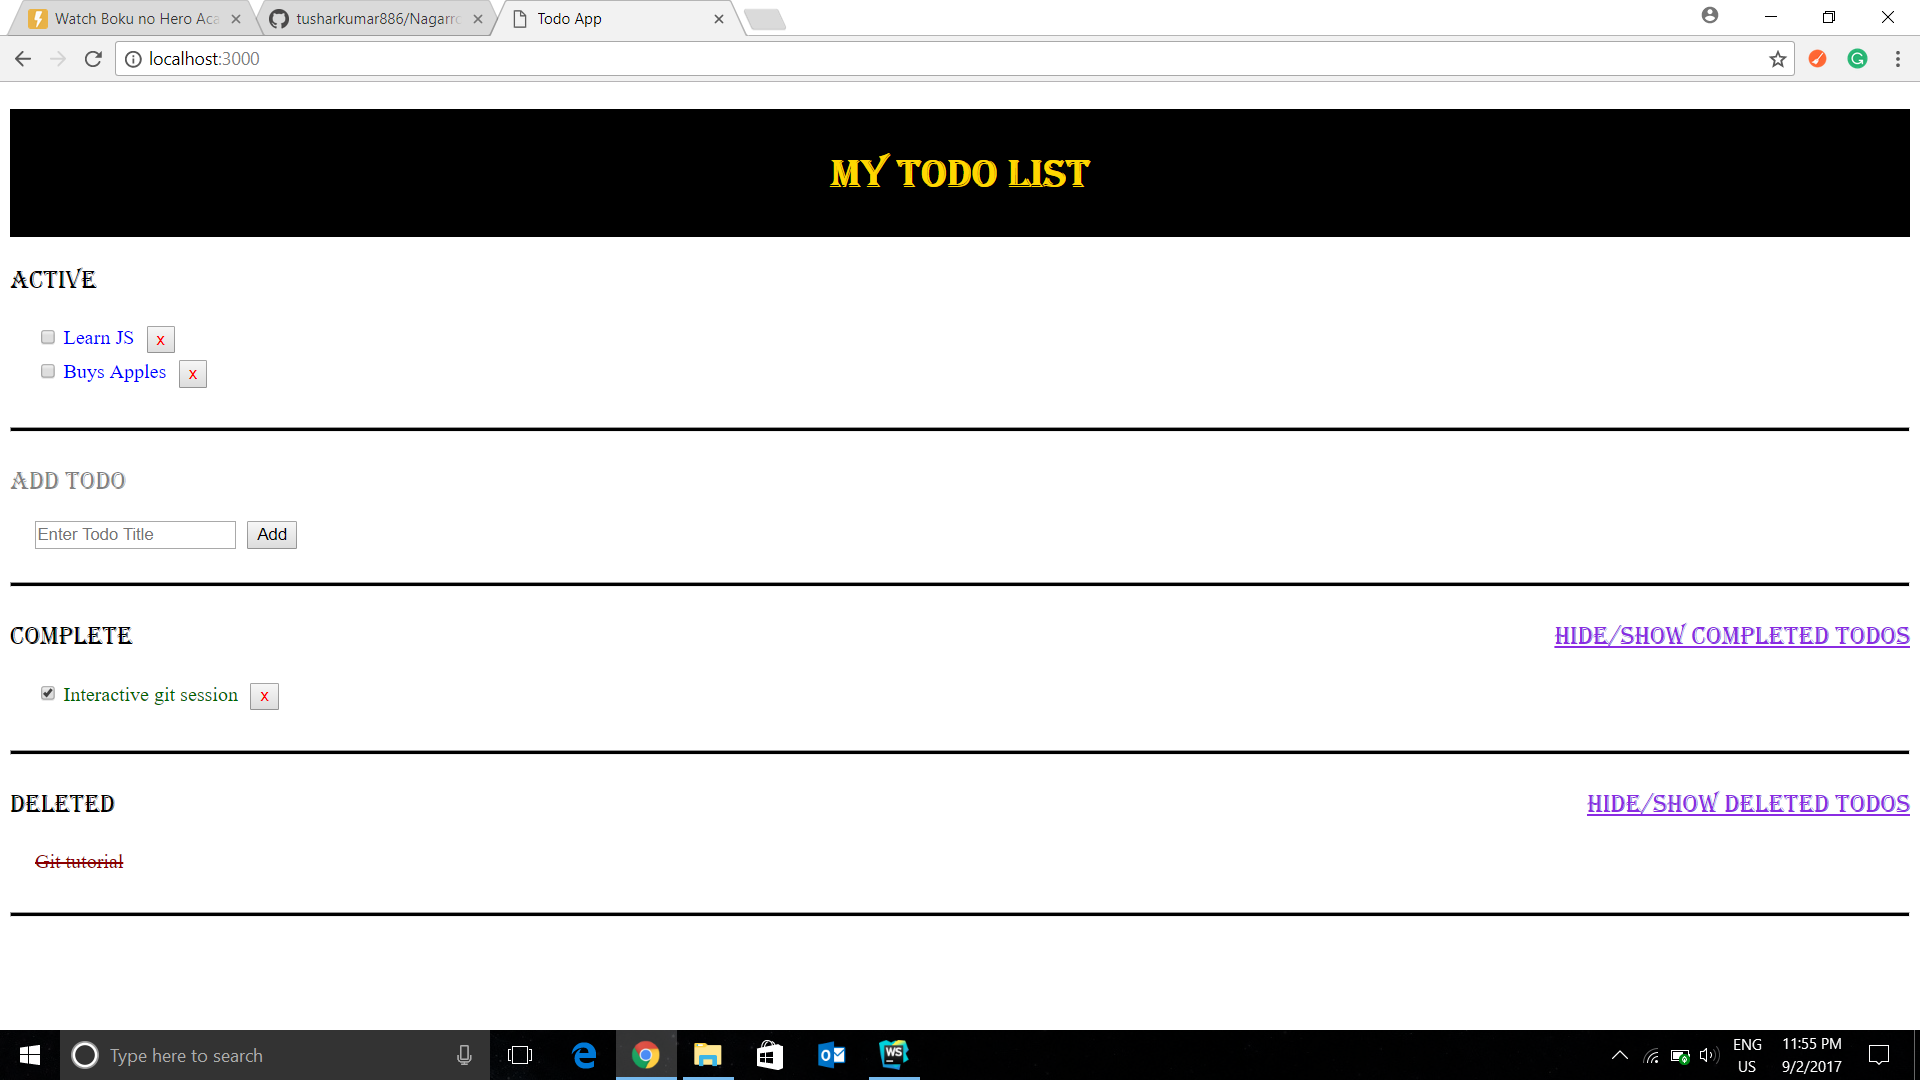 Watch Boku no Hero Aca
tusharkumar886/Nagarro
Todo App
localhost:3000
MY TODO LIST
ACTIVE
Learn JS x
Buys Apples x
ADD TODO
Enter Todo Title Add
COMPLETE HIDE/SHOW COMPLETED TODOS
Interactive git session x
DELETED HIDE/SHOW DELETED TODOS
Git tutorial
Type here to search
WS
ENG
US
11:55 PM
9/2/2017